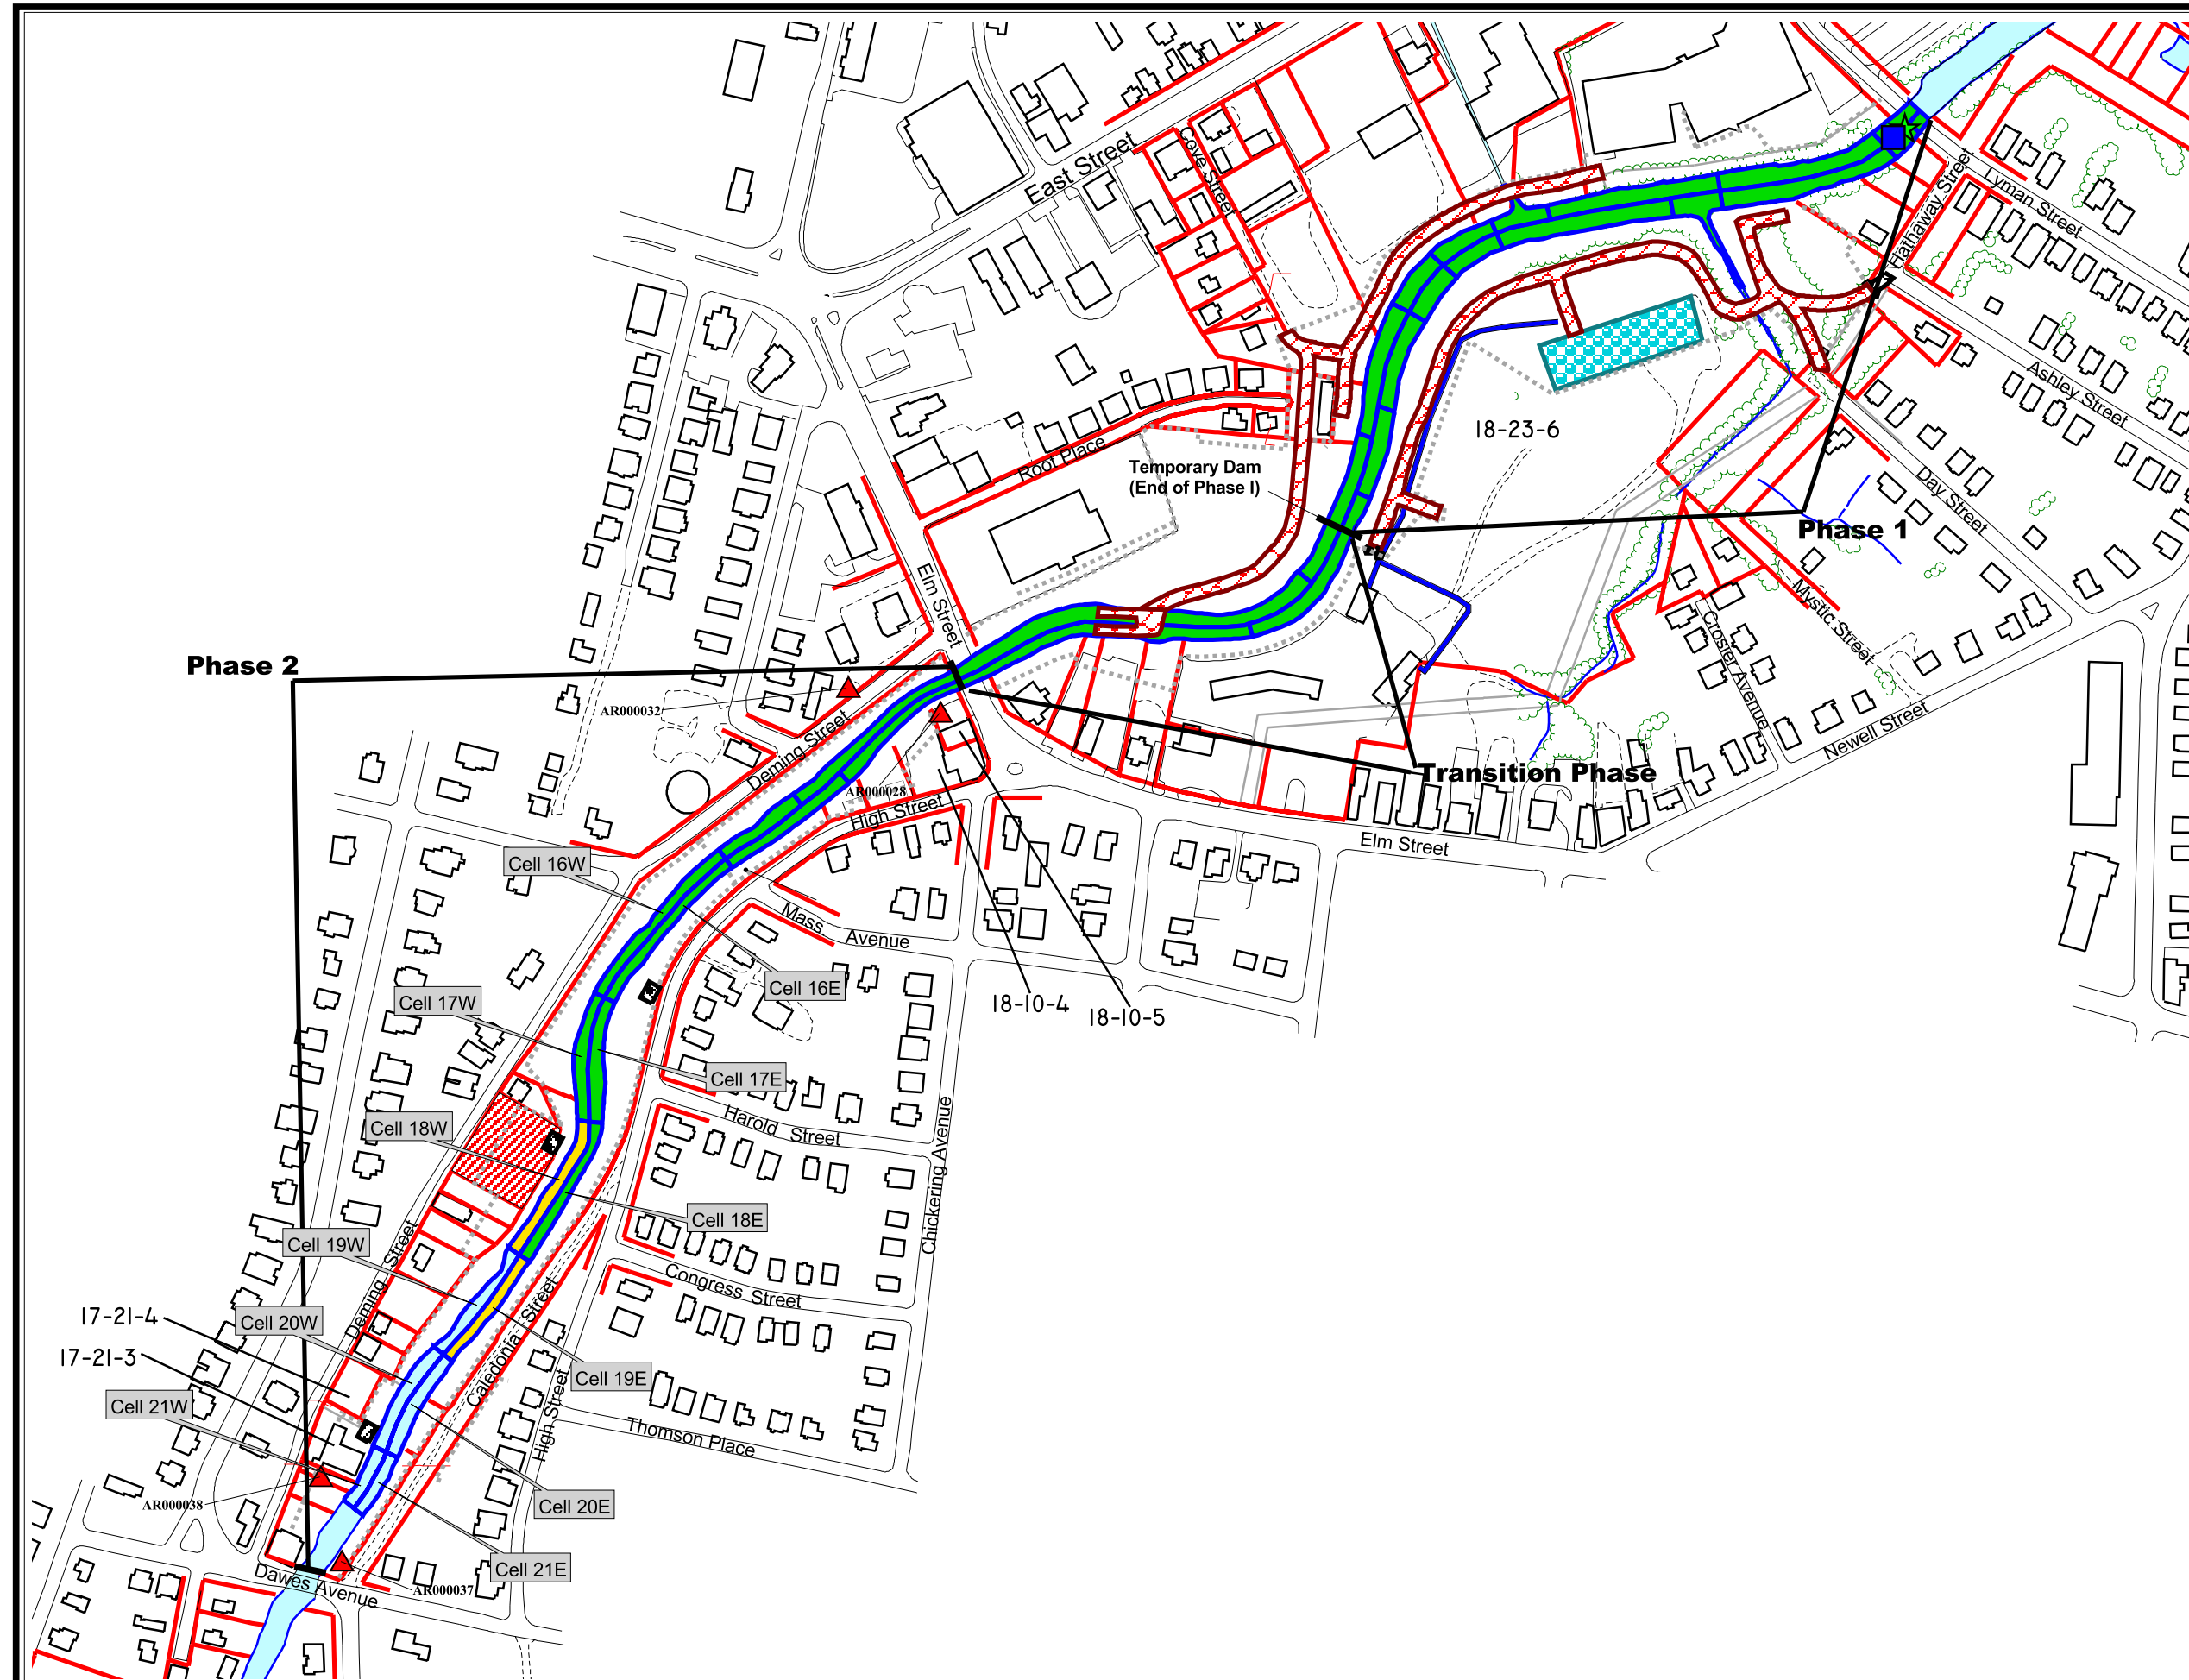 East Street
Cove Street
Hathaway Street
Lyman Street
Ashley Street
Day Street
18-23-6
Root Place
Temporary Dam
(End of Phase I)
Phase 1
Mystic Street
Crosier Avenue
Newell Street
Elm Street
Phase 2
AR000032
Deming Street
Transition Phase
AR000028
High Street
Elm Street
Cell 16W
Mass. Avenue
Cell 16E
Cell 17W
18-10-4
18-10-5
Cell 17E
Harold Street
Cell 18W
Chickering Avenue
Cell 18E
Cell 19W
Deming Street
Congress Street
Caledonia Street
17-21-4
Cell 20W
17-21-3
Cell 19E
Cell 21W
High Street
Thomson Place
AR000038
Cell 20E
Cell 21E
Dawes Avenue
AR000037